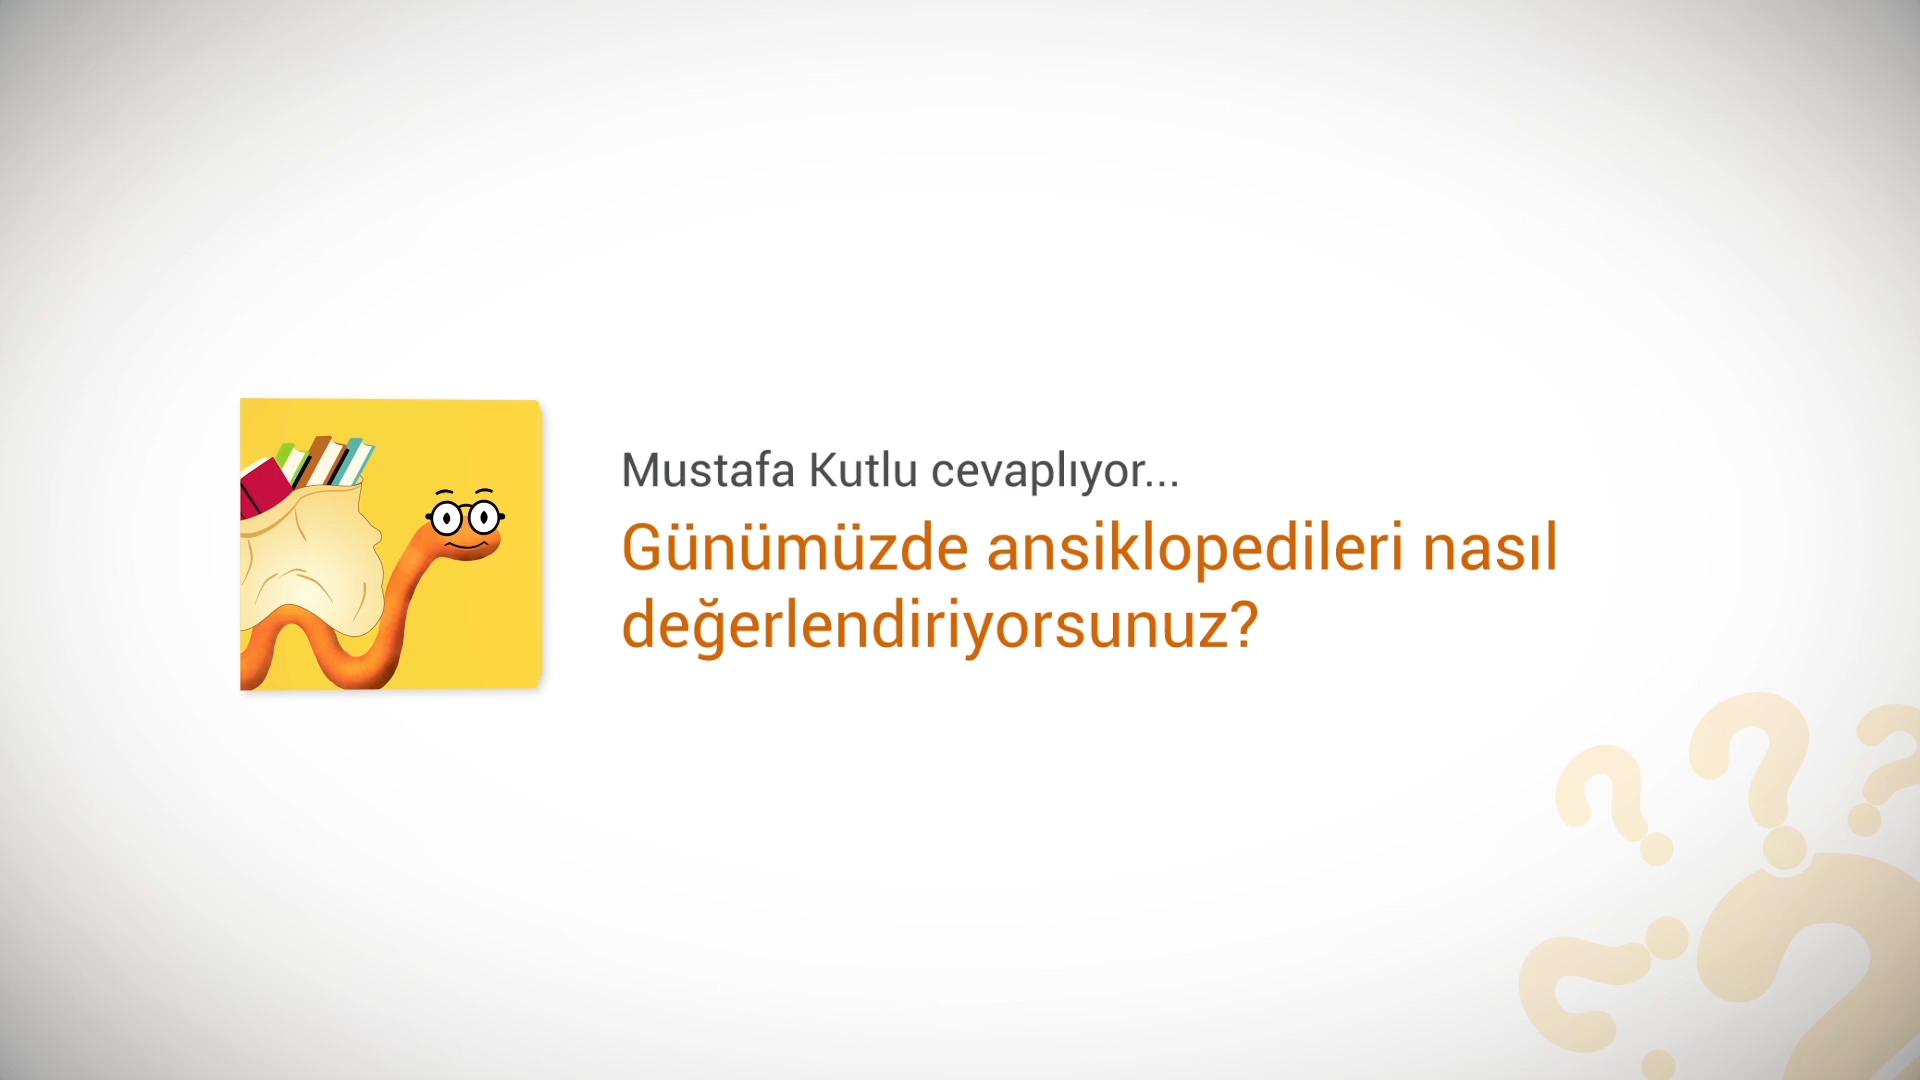 Mustafa Kutlu cevaplıyor...
Günümüzde ansiklopedileri nasıl
değerlendiriyorsunuz?